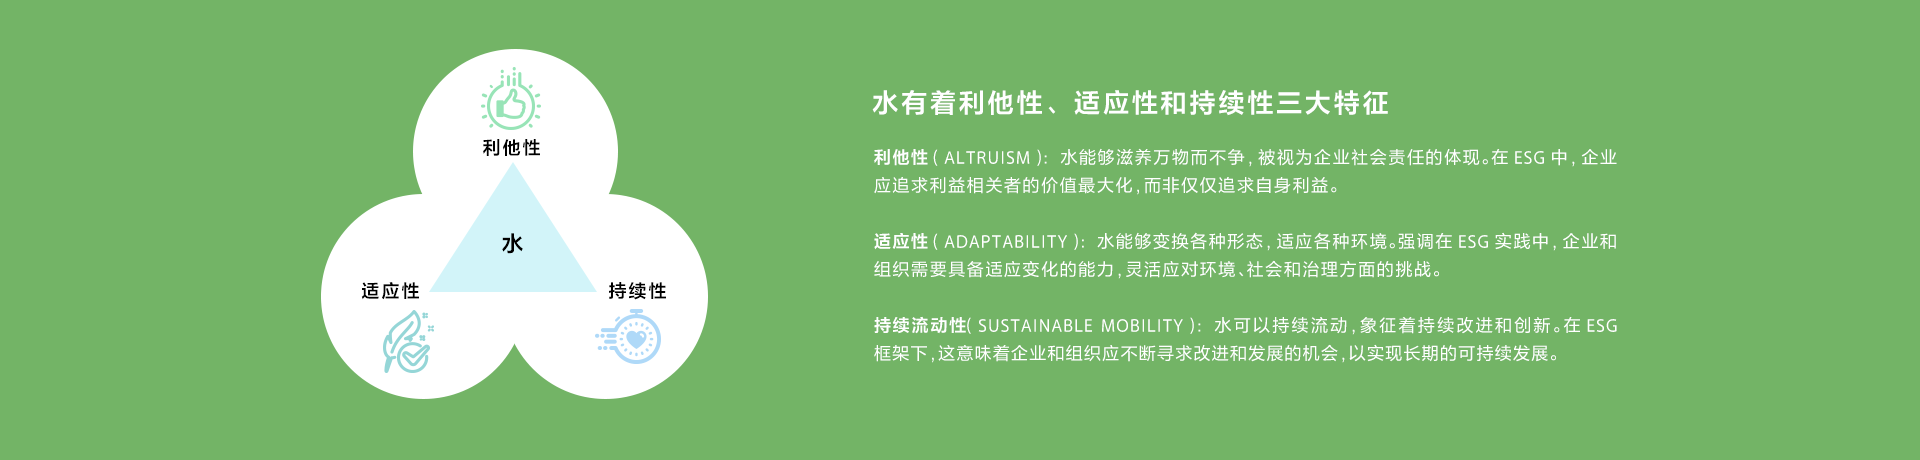 利他性
水
适应性
持续性
水有着利他性、适应性和持续性三大特征
利他性 ( ALTRUISM ): 水能够滋养万物而不争, 被视为企业社会责任的体现。在 ESG 中, 企业
应追求利益相关者的价值最大化, 而非仅仅追求自身利益。
适应性 ( ADAPTABILITY ): 水能够变换各种形态, 适应各种环境。强调在 ESG 实践中, 企业和
组织需要具备适应变化的能力, 灵活应对环境、社会和治理方面的挑战。
持续流动性( SUSTAINABLE MOBILITY ): 水可以持续流动, 象征着持续改进和创新。在 ESG
框架下, 这意味着企业和组织应不断寻求改进和发展的机会, 以实现长期的可持续发展。